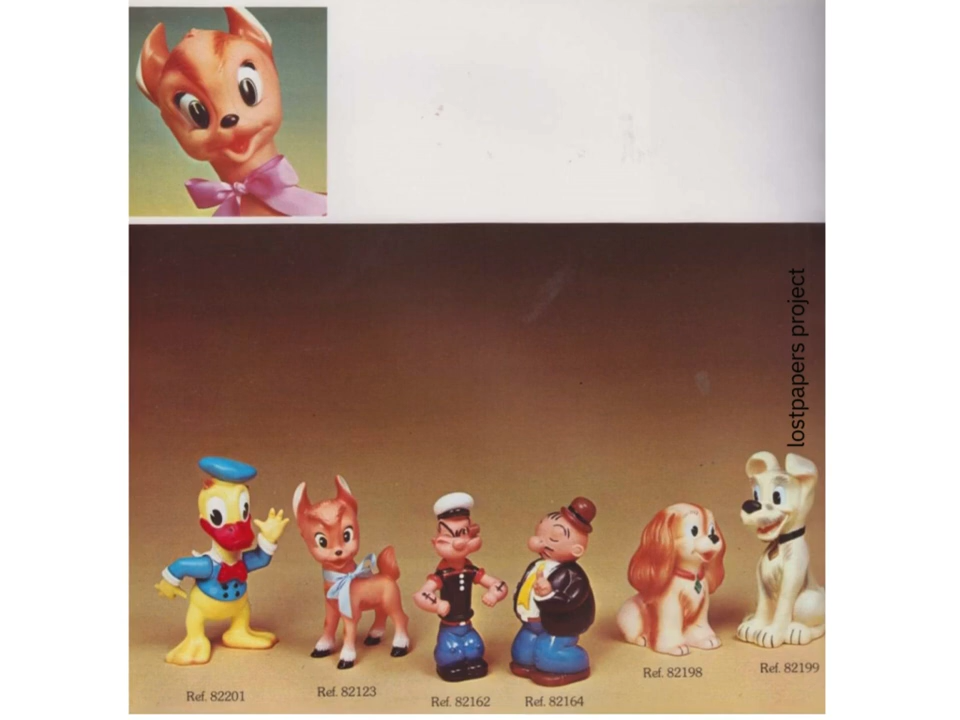 lostpapers project
Ref. 82201
Ref. 82123
Ref. 82162
Ref. 82164
Ref. 82198
Ref. 82199